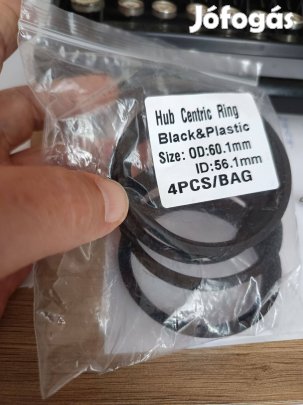 Jófogás
Hub Centric Ring
Black&Plastic
Size: OD:60.1mm
ID:56.1mm
4PCS/BAG